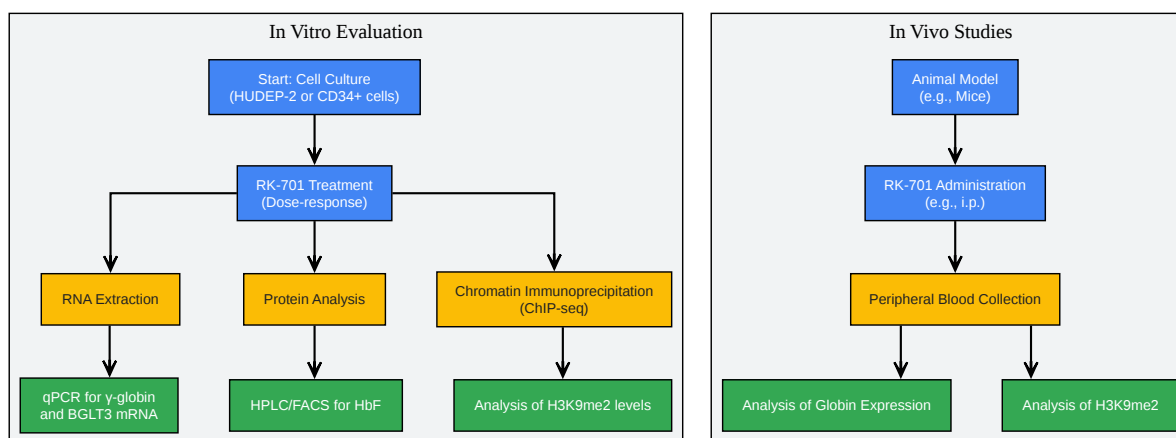 In Vitro Evaluation
Start: Cell Culture
(HUDEP-2 or CD34+ cells)
RK-701 Treatment
(Dose-response)
RNA Extraction
Protein Analysis
Chromatin Immunoprecipitation
(ChIP-seq)
qPCR for γ-globin
and BGLT3 mRNA
HPLC/FACS for HbF
Analysis of H3K9me2 levels
In Vivo Studies
Animal Model
(e.g., Mice)
RK-701 Administration
(e.g., i.p.)
Peripheral Blood Collection
Analysis of Globin Expression
Analysis of H3K9me2